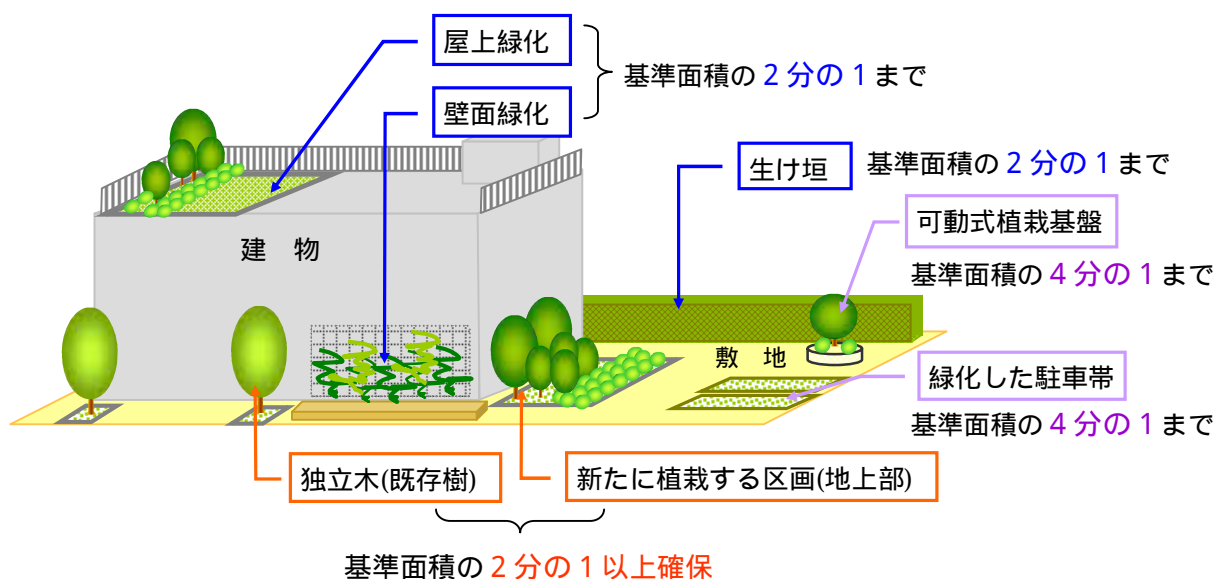 屋上緑化
基準面積の 2 分の 1 まで
壁面緑化
生け垣
基準面積の 2 分の 1 まで
可動式植栽基盤
基準面積の 4 分の 1 まで
建 物
敷 地
緑化した駐車帯
基準面積の 4 分の 1 まで
独立木(既存樹)
新たに植栽する区画(地上部)
基準面積の 2 分の 1 以上確保